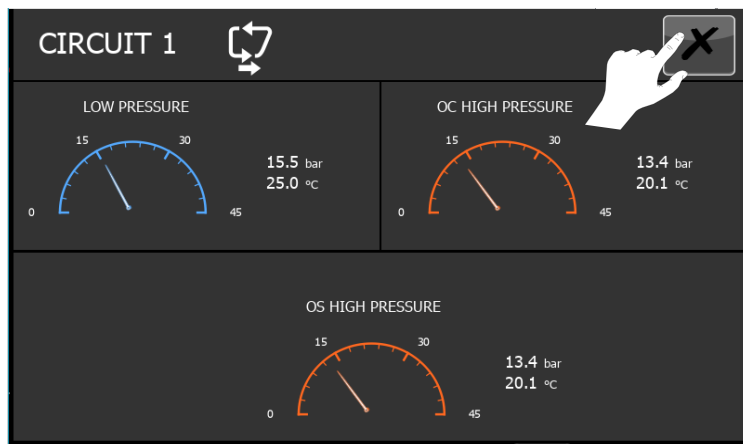 CIRCUIT 1
LOW PRESSURE
15 30
0 45
15.5 bar
25.0 °C
OC HIGH PRESSURE
15 30
0 45
13.4 bar
20.1 °C
OS HIGH PRESSURE
15 30
0 45
13.4 bar
20.1 °C